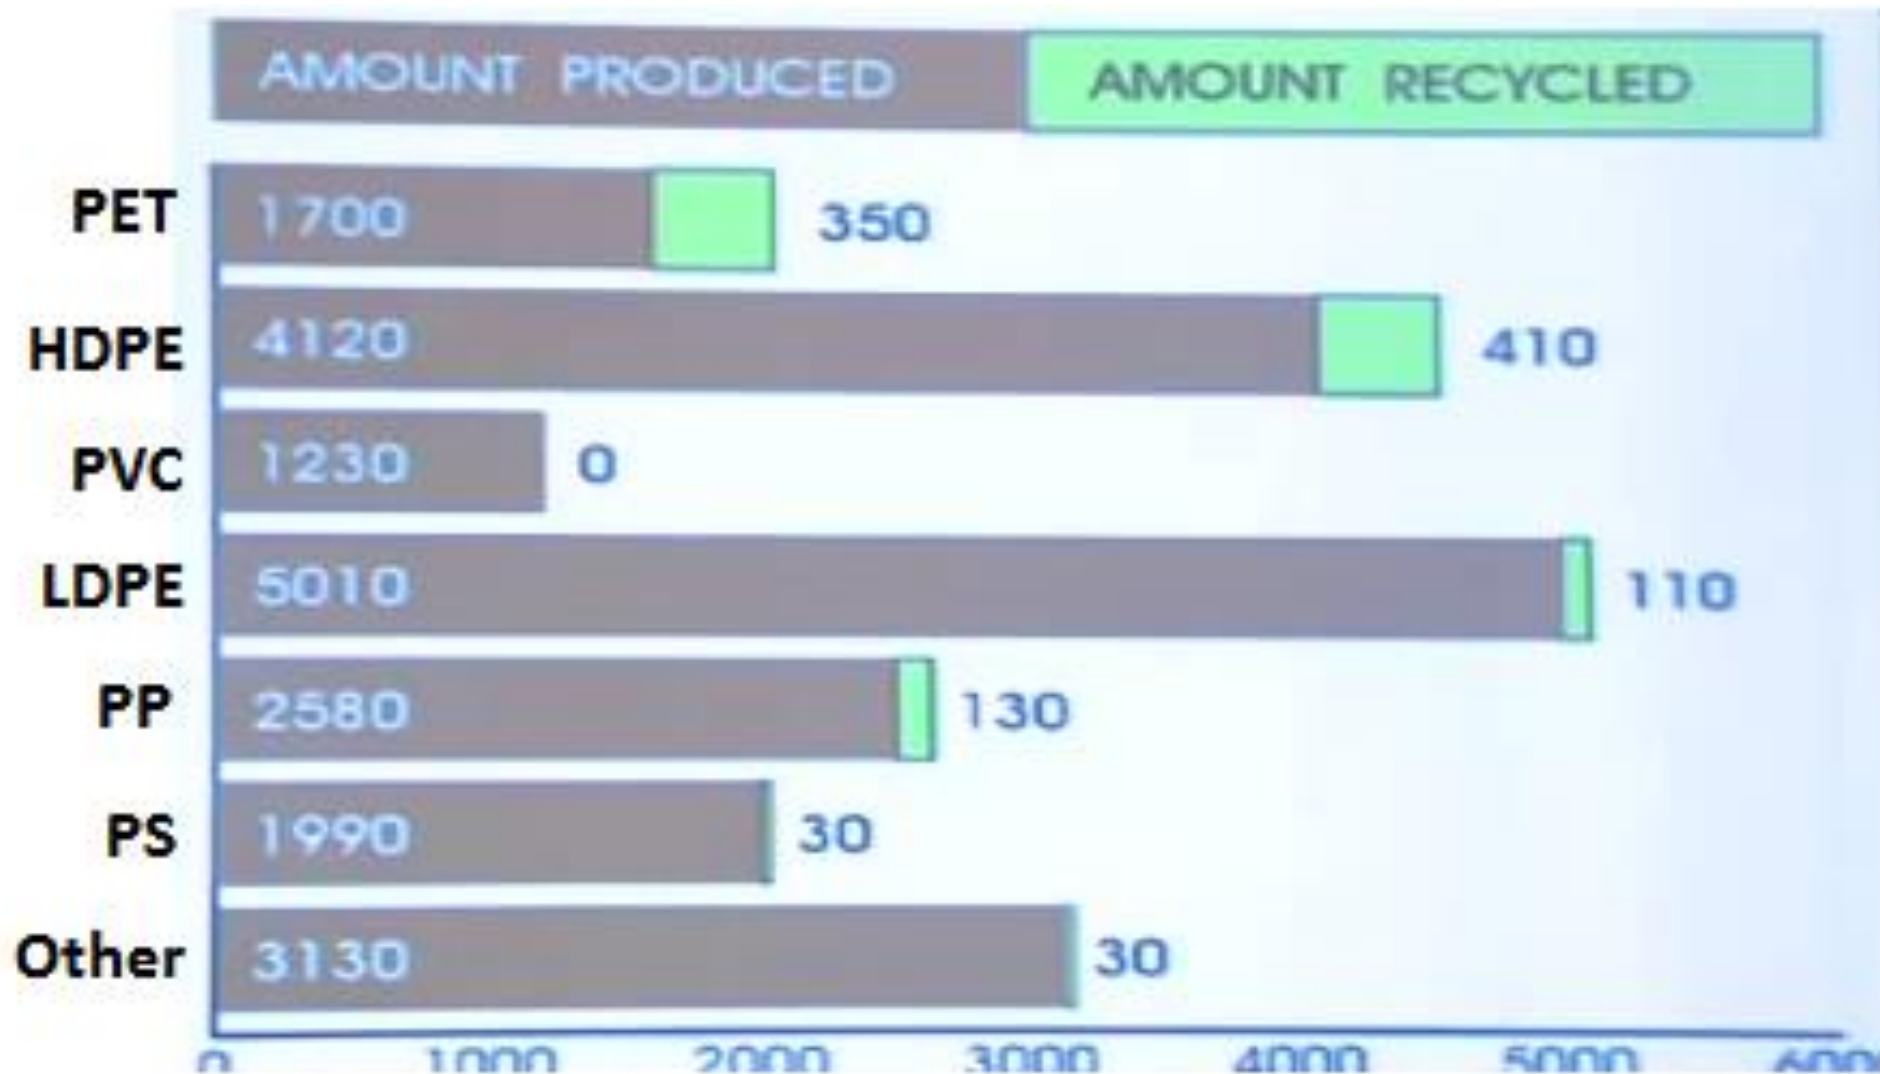 AMOUNT PRODUCED AMOUNT RECYCLED
PET 1700 350
HDPE 4120 410
PVC 1230 0
LDPE 5010 110
PP 2580 130
PS 1990 30
Other 3130 30
0 1000 2000 3000 4000 5000 6000